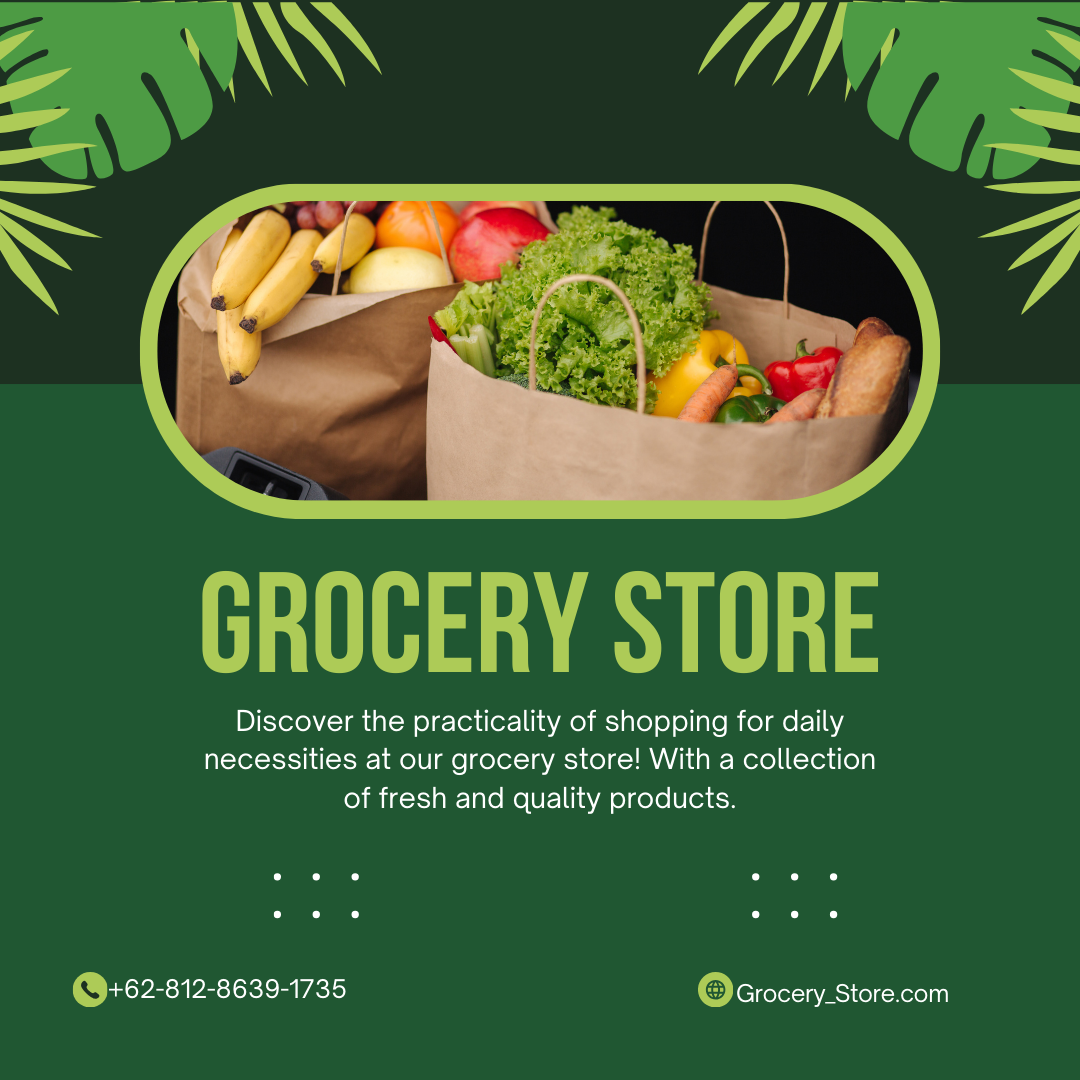 GROCERY STORE
Discover the practicality of shopping for daily
necessities at our grocery store! With a collection
of fresh and quality products.
+62-812-8639-1735
Grocery_Store.com